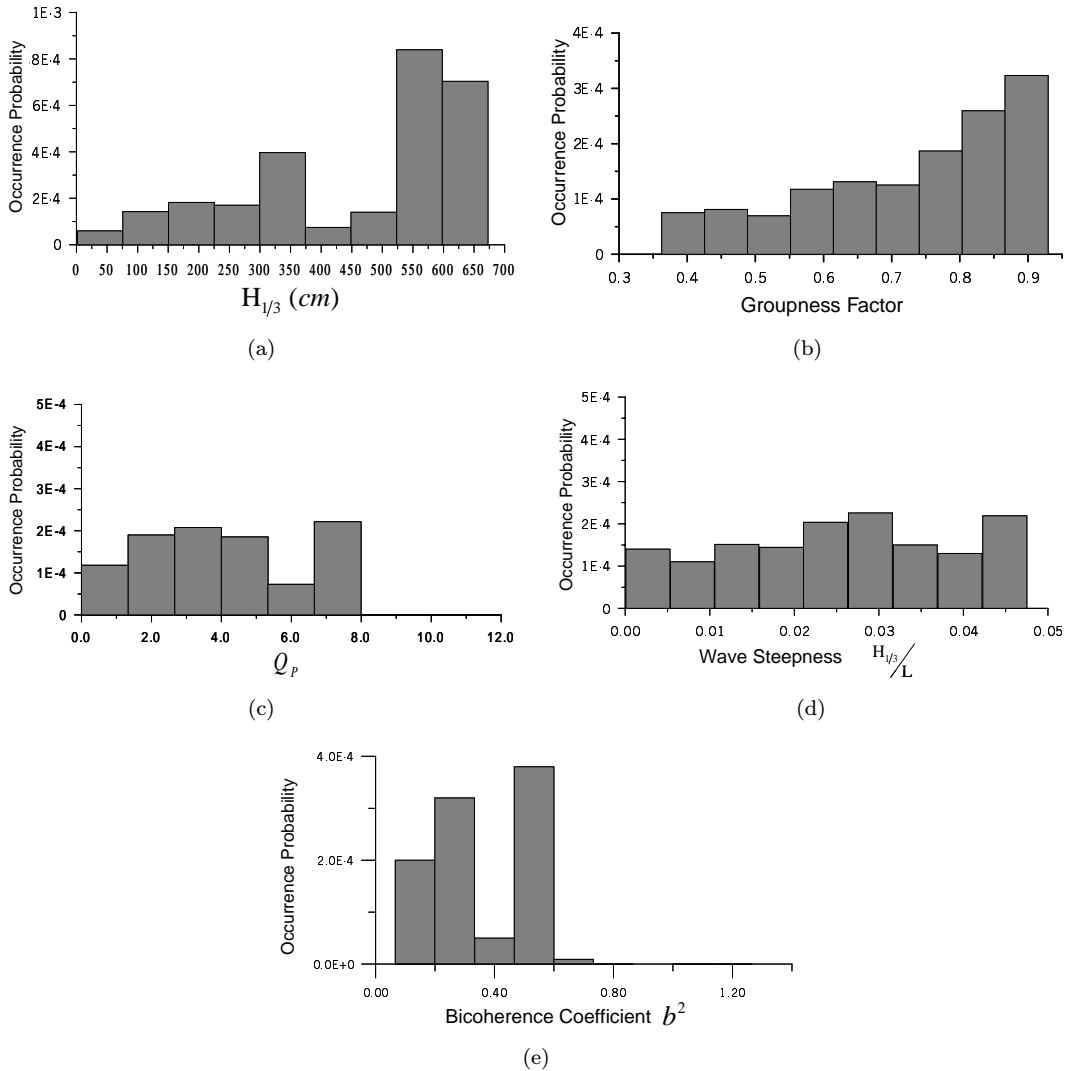 1E·3
8E·4
6E·4
4E·4
2E·4
0
Occurrence Probability
0 50 100 150 200 250 300 350 400 450 500 550 600 650 700
H1/3 (cm)
(a)
4E·4
3E·4
2E·4
1E·4
0
Occurrence Probability
0.3 0.4 0.5 0.6 0.7 0.8 0.9
Groupness Factor
(b)
5E-4
4E-4
3E-4
2E-4
1E-4
0
Occurrence Probability
0.0 2.0 4.0 6.0 8.0 10.0 12.0
QP
(c)
5E·4
4E·4
3E·4
2E·4
1E·4
0
Occurrence Probability
0.00 0.01 0.02 0.03 0.04 0.05
Wave Steepness H1/3/L
(d)
4.0E·4
2.0E·4
0.0E+0
Occurrence Probability
0.00 0.40 0.80 1.20
Bicoherence Coefficient b²
(e)